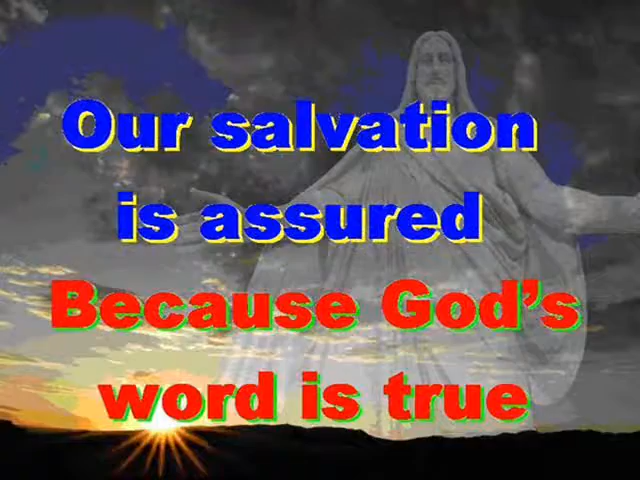 Our salvation
is assured
Because God’s
word is true